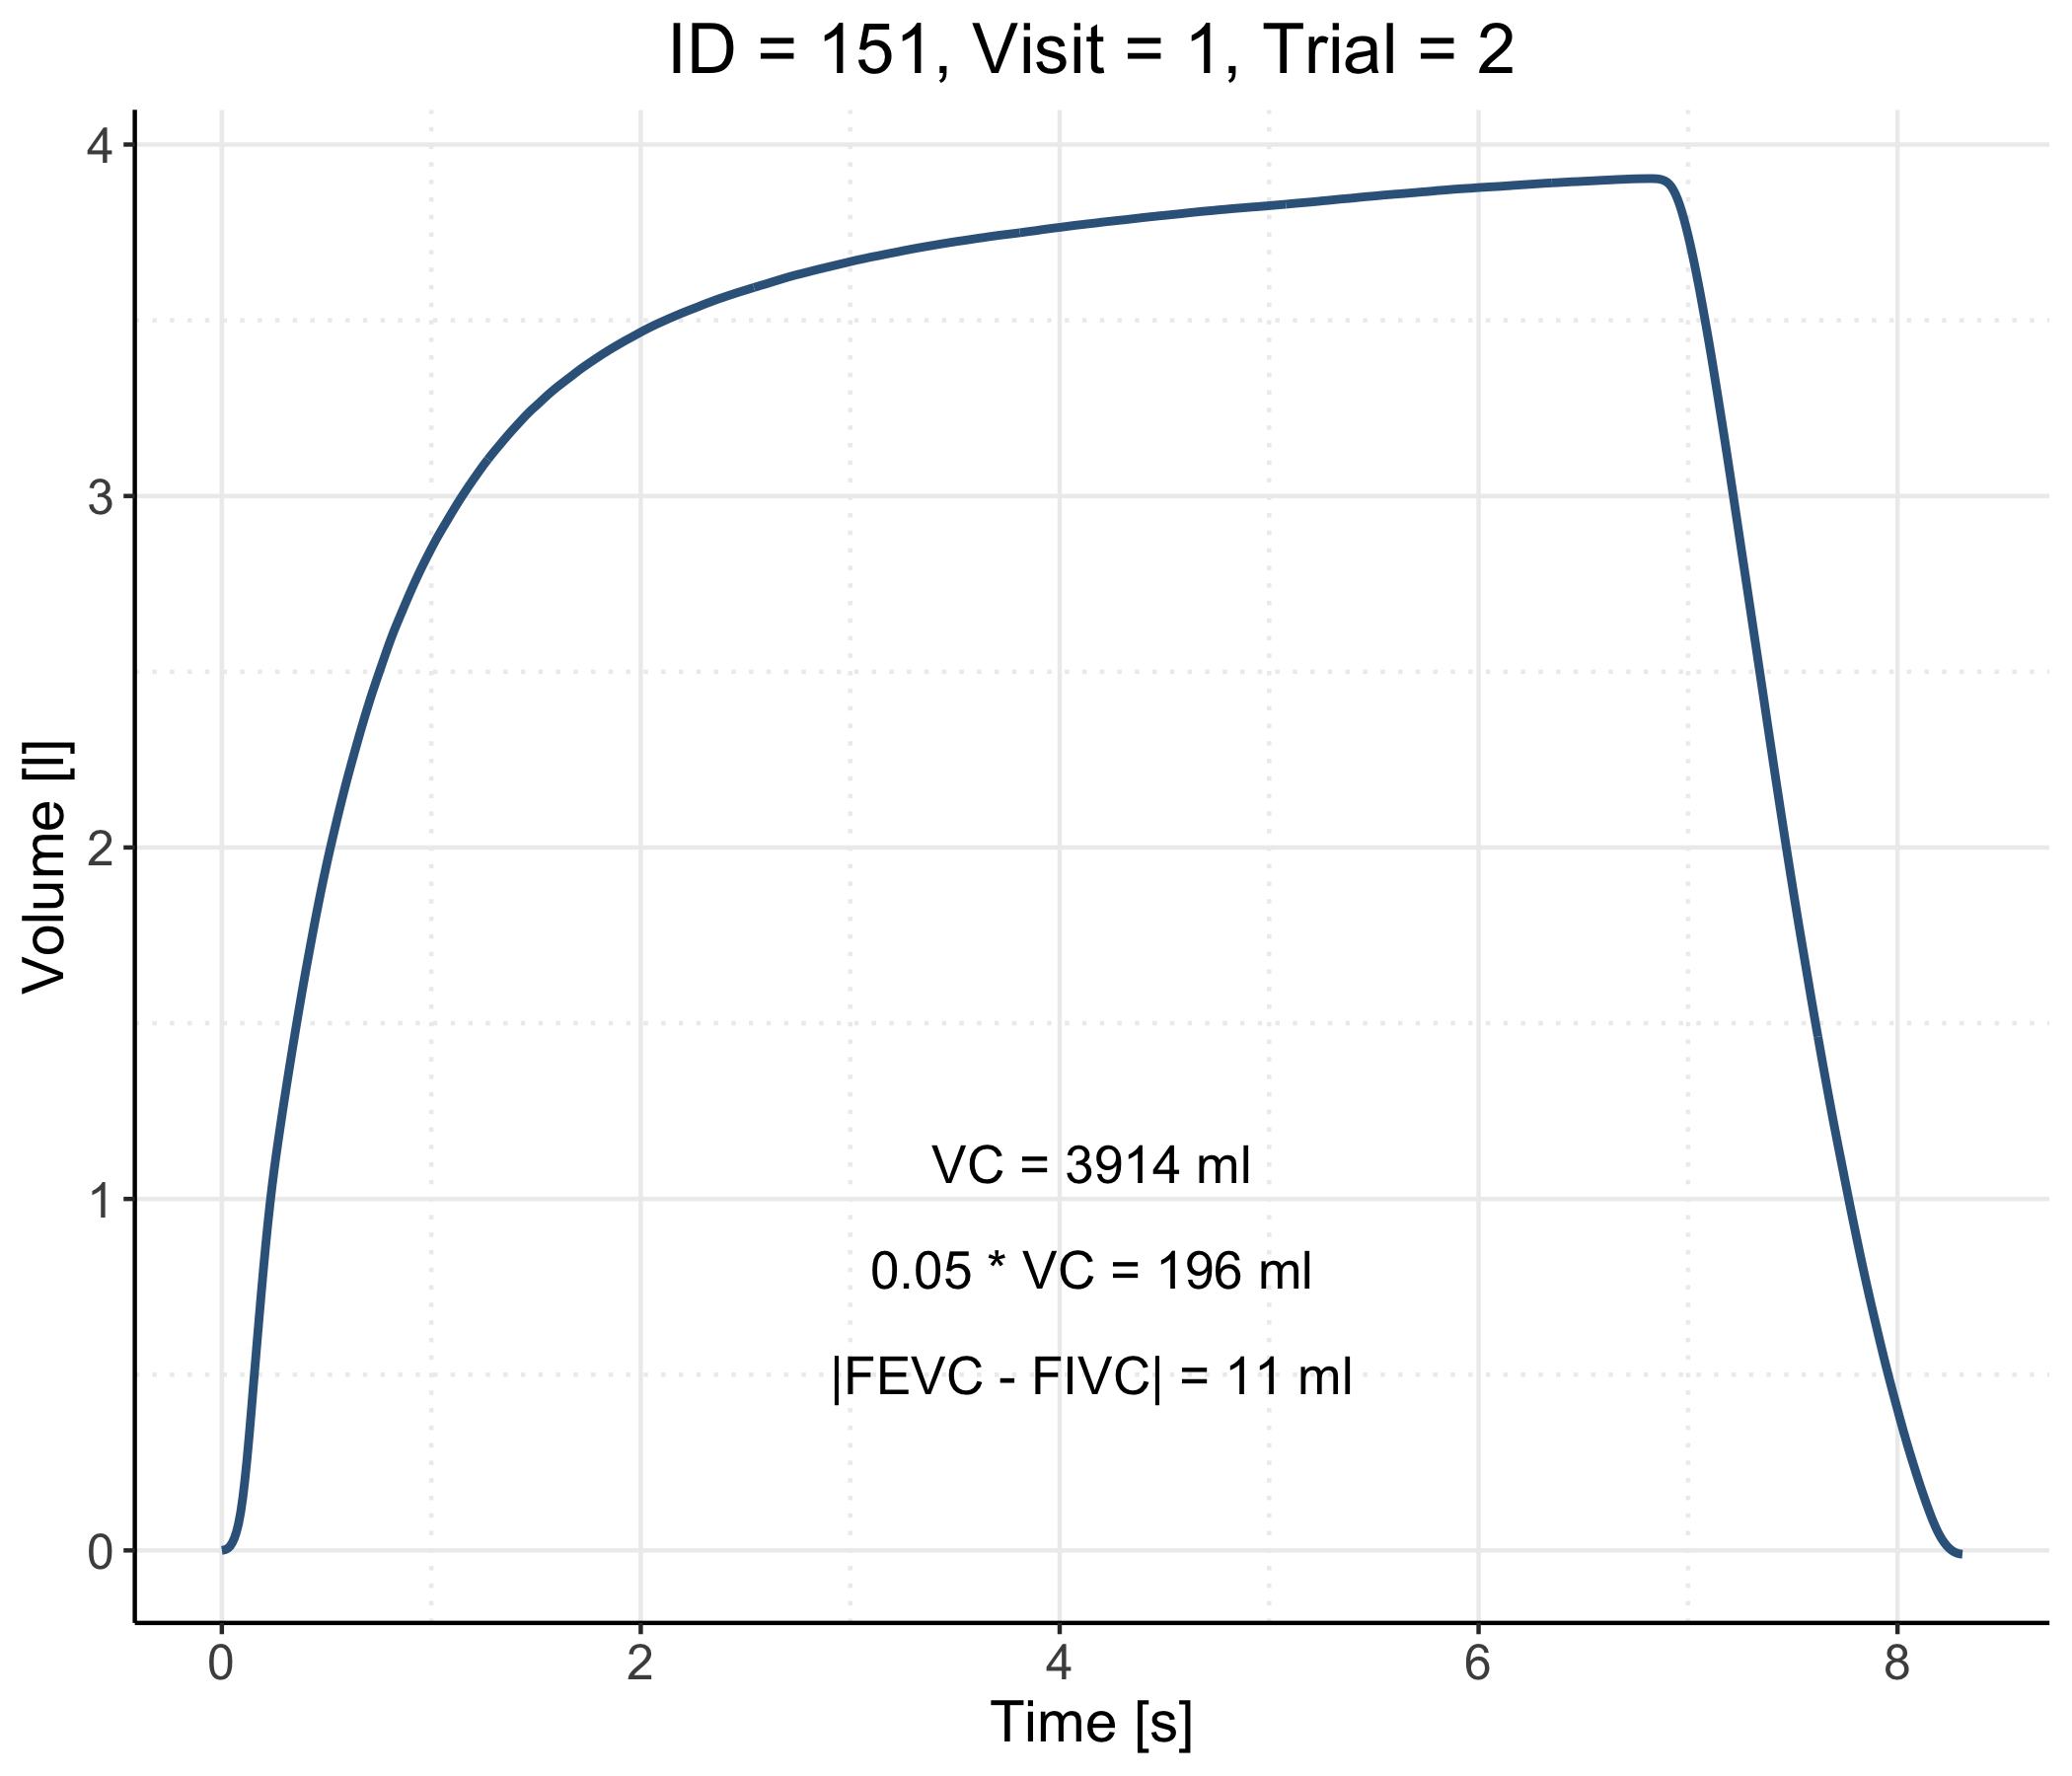 ID = 151, Visit = 1, Trial = 2
4
3
2
1
0
Volume [l]
VC = 3914 ml
0.05 * VC = 196 ml
|FEVC - FIVC| = 11 ml
0 2 4 6 8
Time [s]